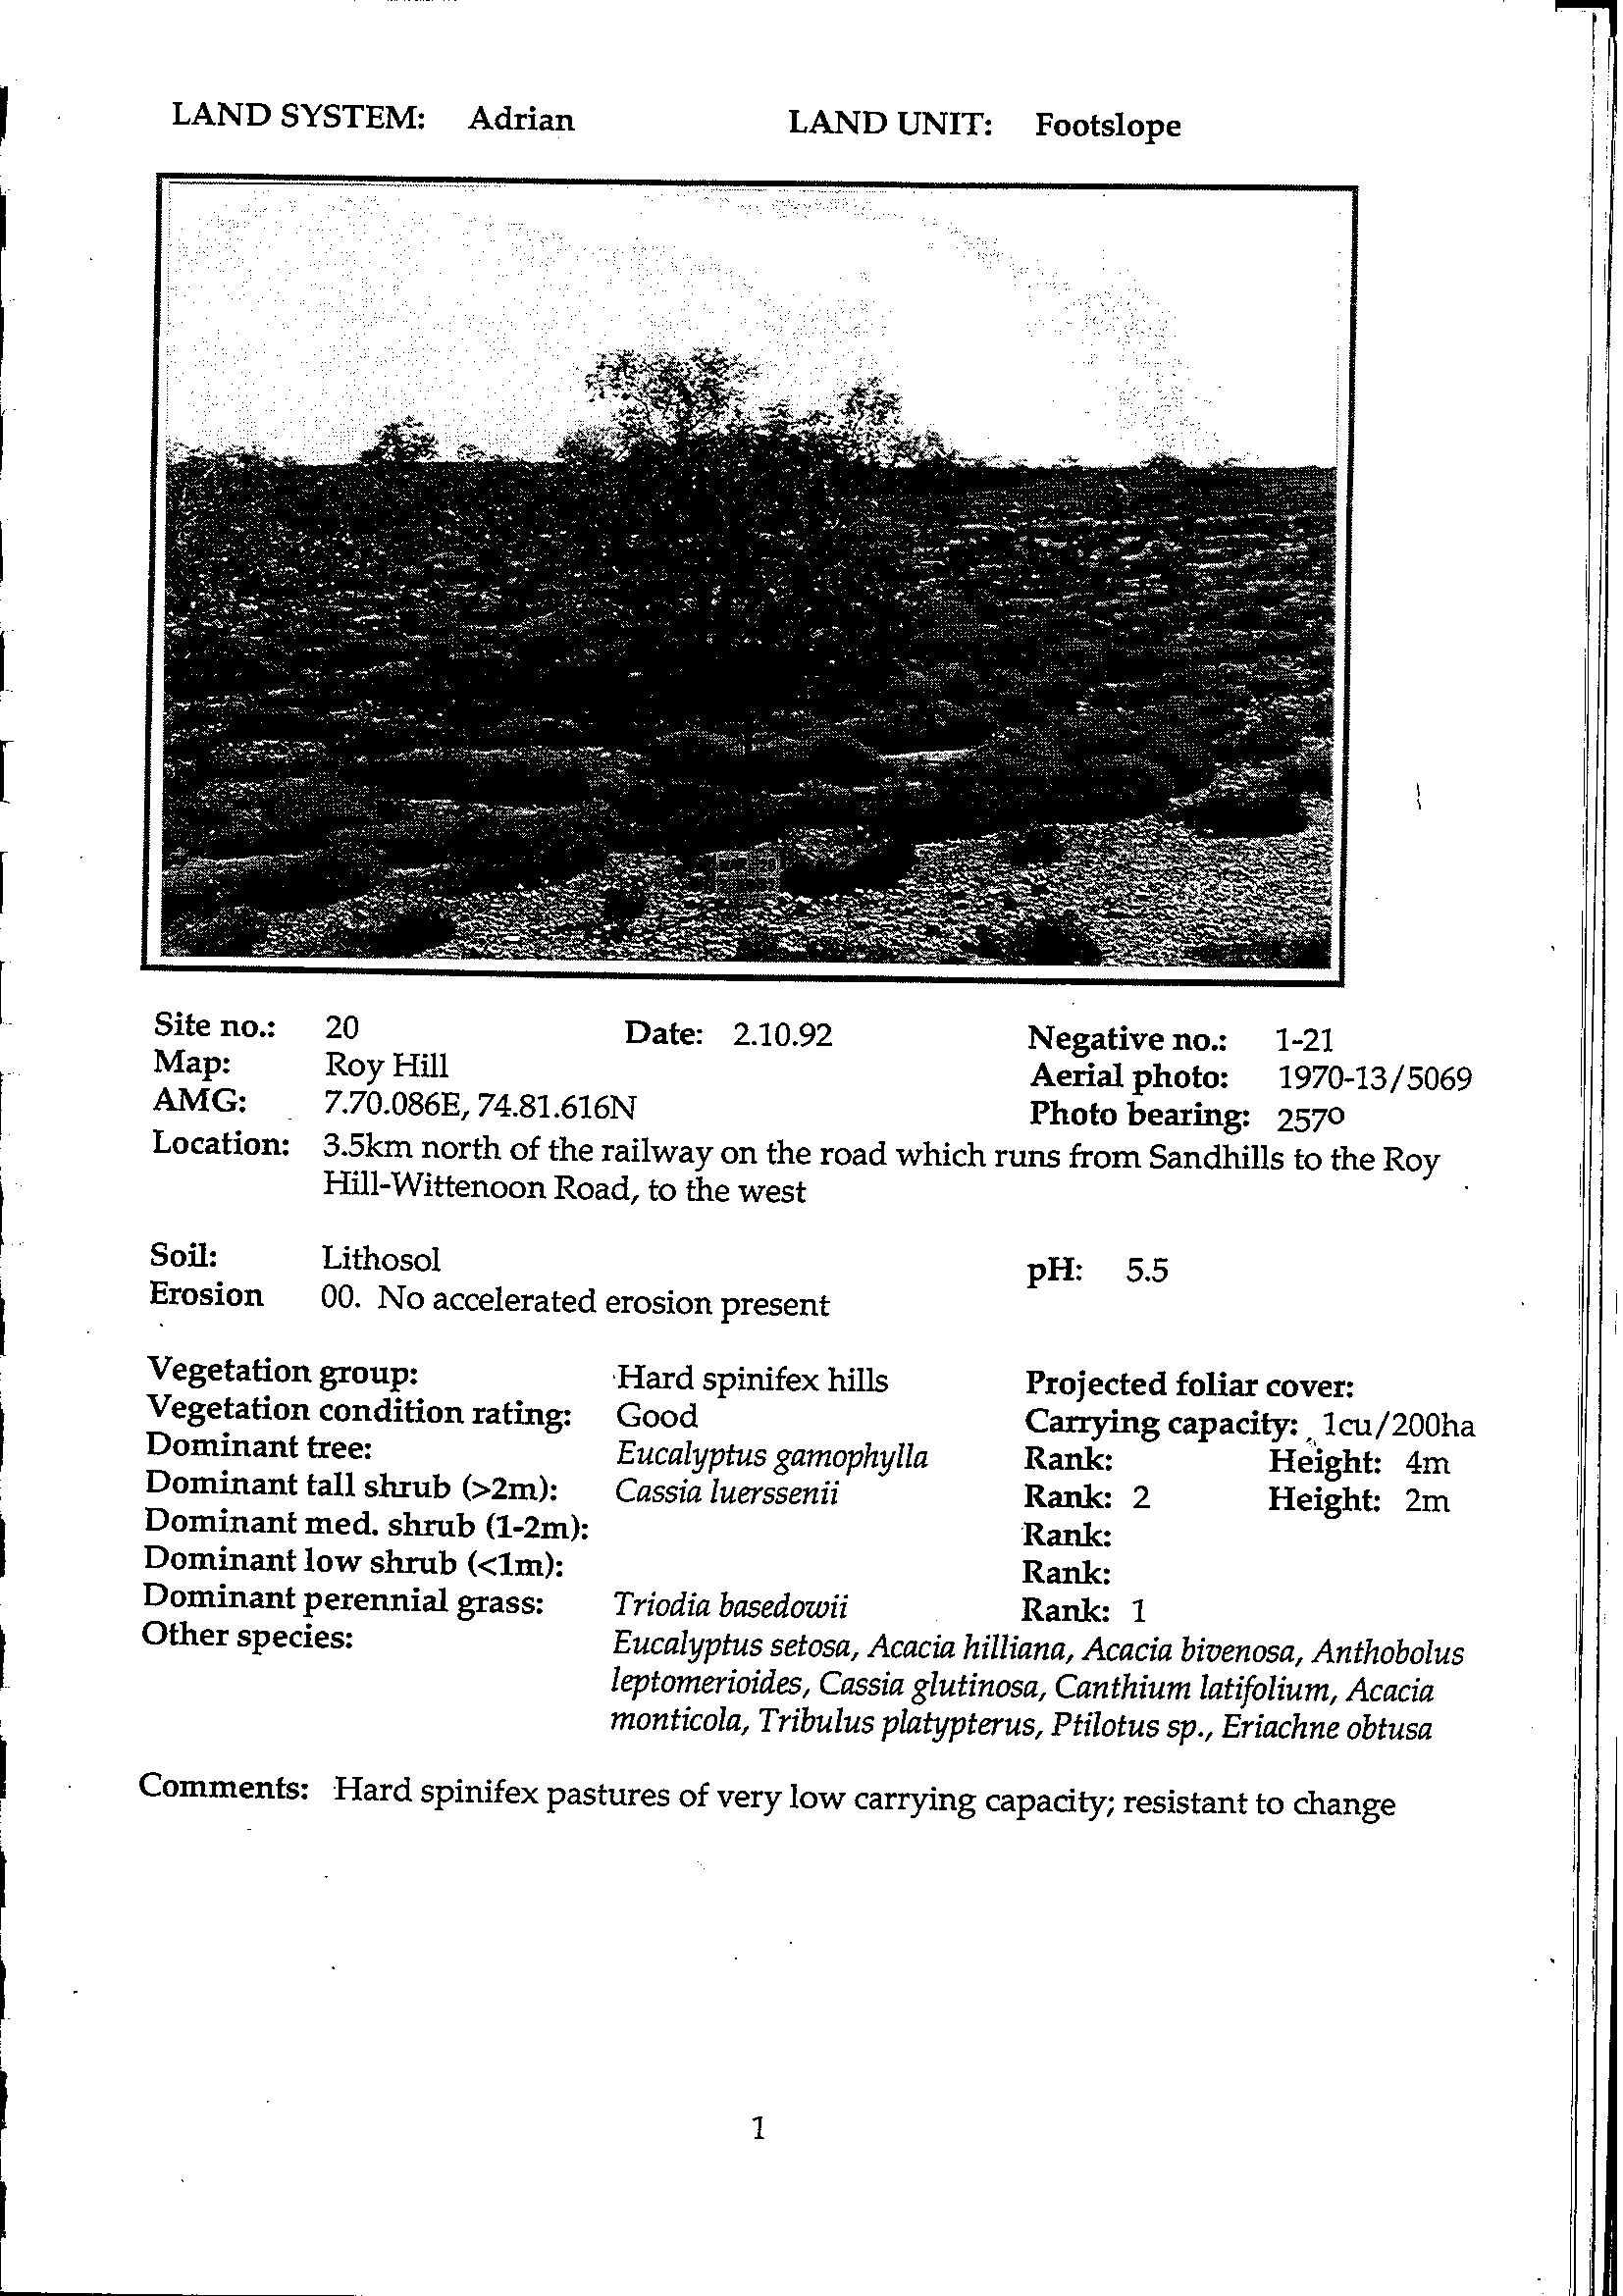 LAND SYSTEM: Adrian LAND UNIT: Footslope
Site no.: 20 Date: 2.10.92 Negative no.: 1-21
Map: Roy Hill Aerial photo: 1970-13/5069
AMG: 7.70.086E, 74.81.616N Photo bearing: 257º
Location: 3.5km north of the railway on the road which runs from Sandhills to the Roy
Hill-Wittenoon Road, to the west
Soil: Lithosol pH: 5.5
Erosion 00. No accelerated erosion present
Vegetation group: Hard spinifex hills Projected foliar cover:
Vegetation condition rating: Good Carrying capacity: 1cu/200ha
Dominant tree: Eucalyptus gamophylla Rank: Height: 4m
Dominant tall shrub (>2m): Cassia luerssenii Rank: 2 Height: 2m
Dominant med. shrub (1-2m): Rank:
Dominant low shrub (<1m): Rank:
Dominant perennial grass: Triodia basedowii Rank: 1
Other species: Eucalyptus setosa, Acacia hilliana, Acacia bivenosa, Anthobolus
leptomerioides, Cassia glutinosa, Canthium latifolium, Acacia
monticola, Tribulus platypterus, Ptilotus sp., Eriachne obtusa
Comments: Hard spinifex pastures of very low carrying capacity; resistant to change
1